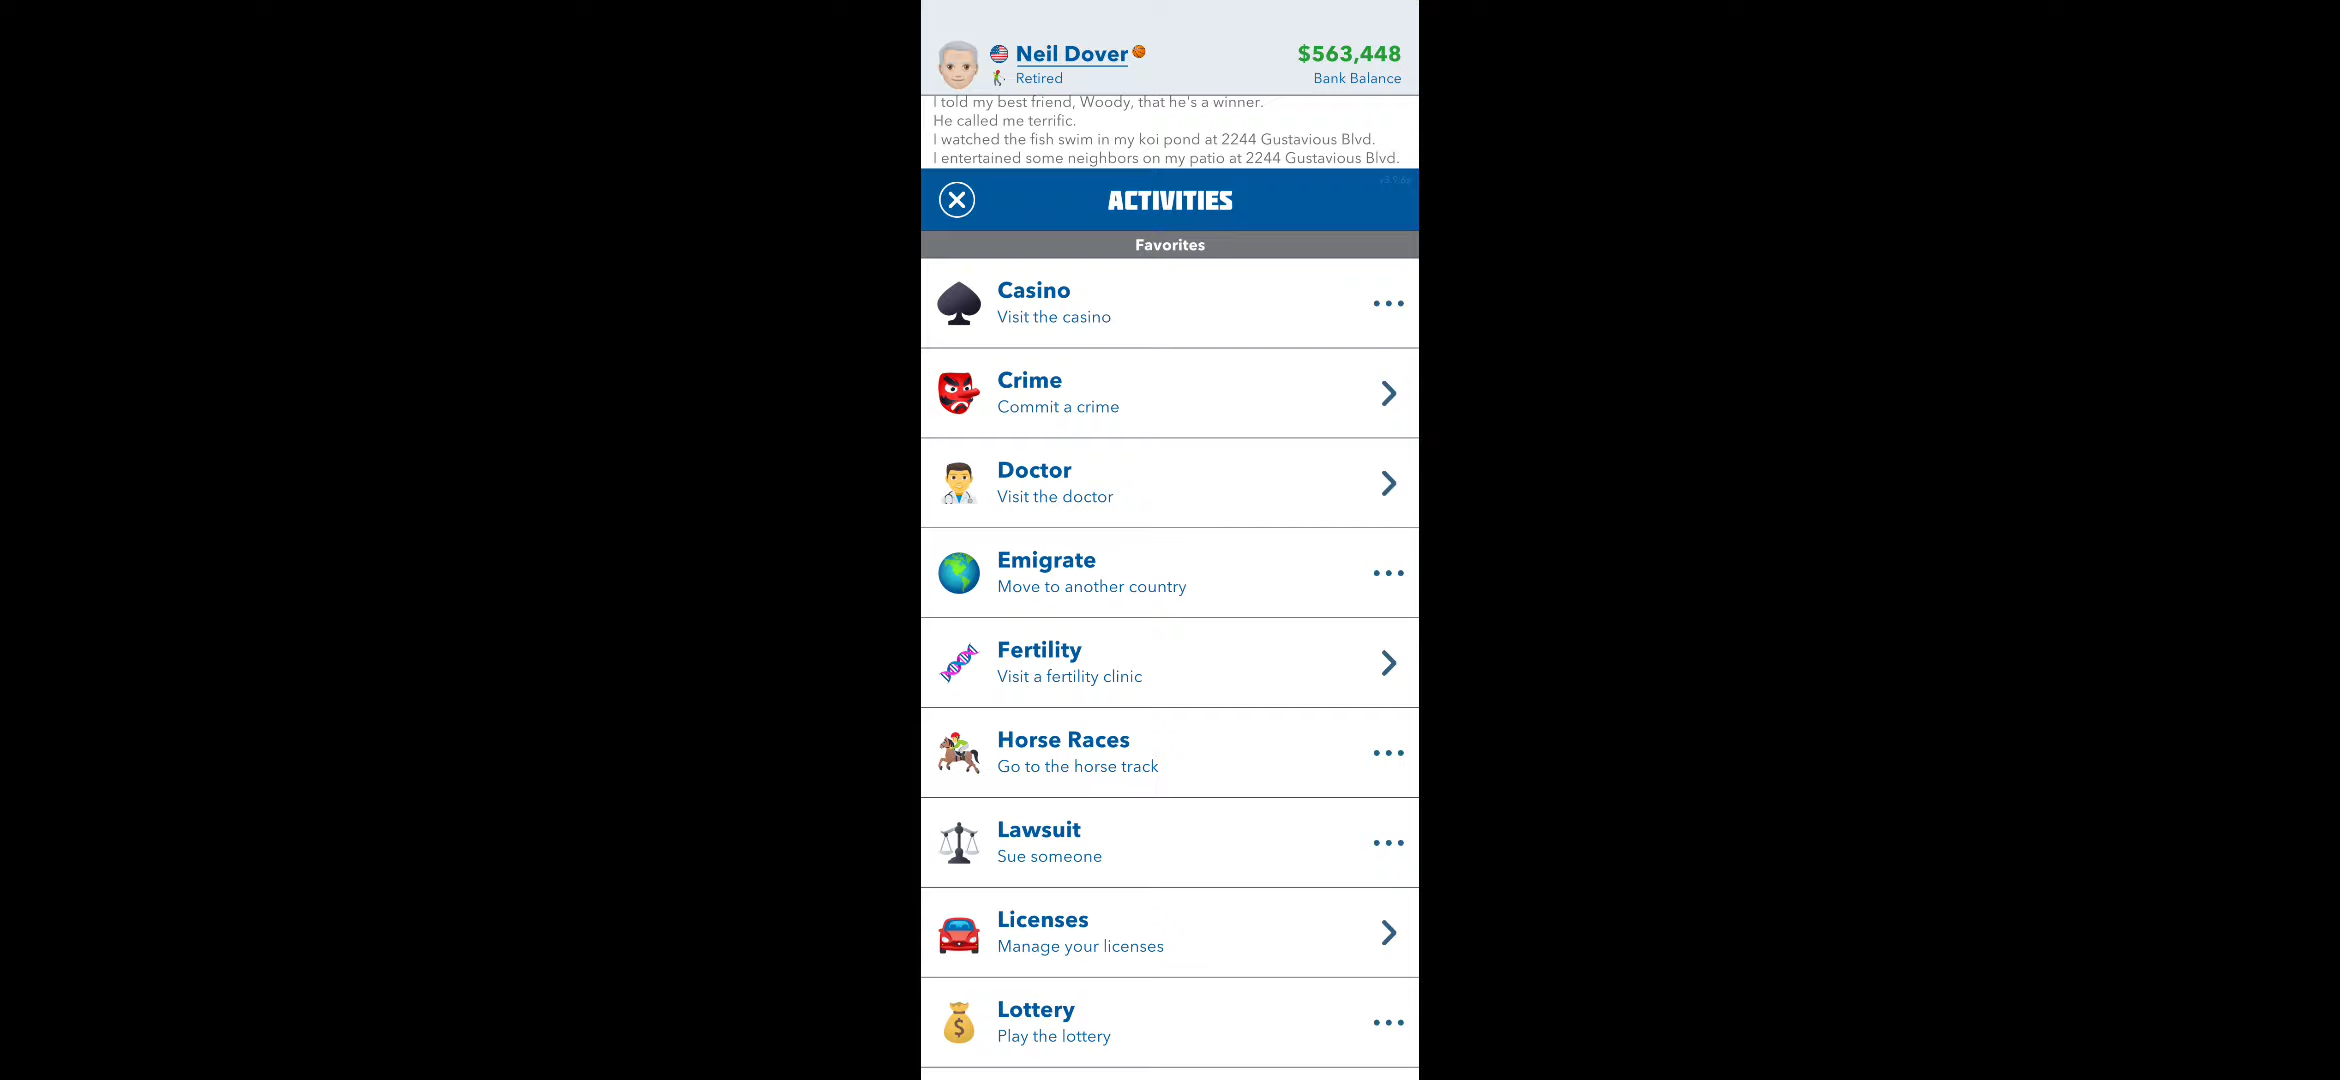 Neil Dover
$563,448
Retired
Bank Balance
I told my best friend, Woody, that he's a winner.
He called me terrific.
I watched the fish swim in my koi pond at 2244 Gustavious Blvd.
I entertained some neighbors on my patio at 2244 Gustavious Blvd.
ACTIVITIES
Favorites
Casino
Visit the casino
Crime
Commit a crime
Doctor
Visit the doctor
Emigrate
Move to another country
Fertility
Visit a fertility clinic
Horse Races
Go to the horse track
Lawsuit
Sue someone
Licenses
Manage your licenses
Lottery
Play the lottery